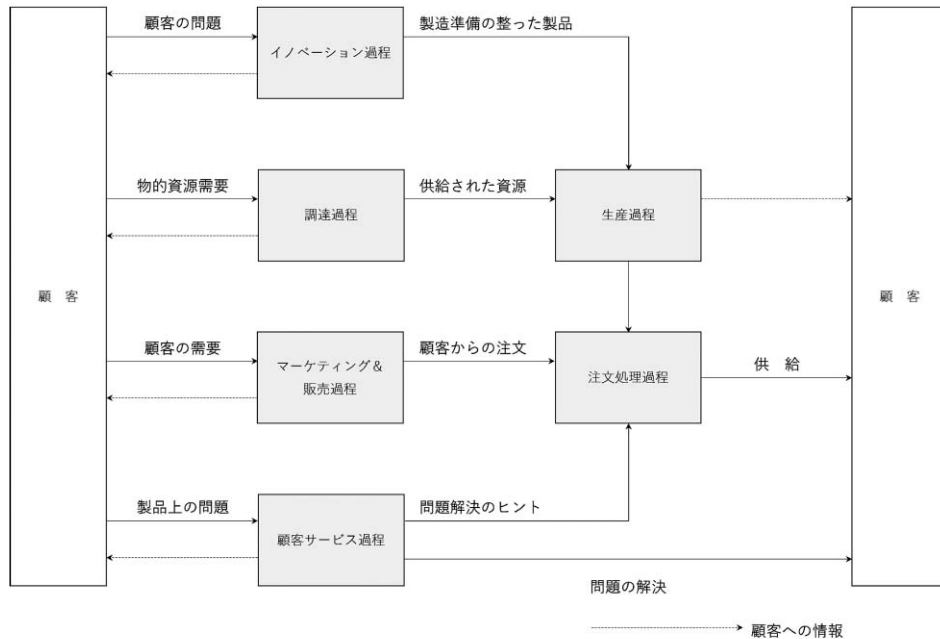 顧客の問題
製造準備の整った製品
イノベーション過程
物的資源需要
供給された資源
調達過程
生産過程
顧　客
顧　客
顧客の需要
顧客からの注文
供　給
マーケティング＆
販売過程
注文処理過程
製品上の問題
問題解決のヒント
顧客サービス過程
問題の解決
顧客への情報